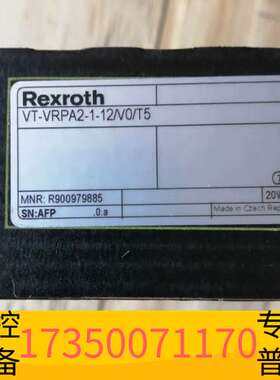 Rexroth
VT-VRPA2-1-12/V0/T5
MNR: R900979885
20V
SN:AFP .0.a
Made in Czech Rep
控
17350071170
专
备
普